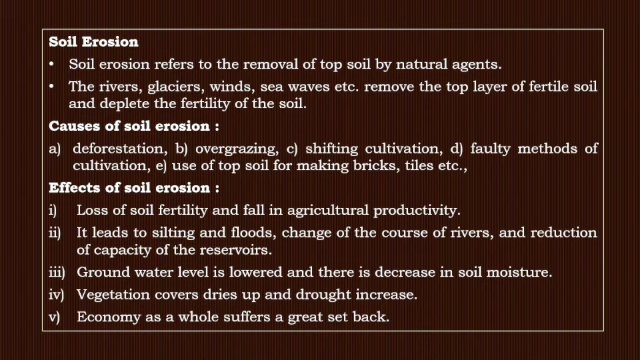 Soil Erosion
• Soil erosion refers to the removal of top soil by natural agents.
• The rivers, glaciers, winds, sea waves etc. remove the top layer of fertile soil
and deplete the fertility of the soil.
Causes of soil erosion :
a) deforestation, b) overgrazing, c) shifting cultivation, d) faulty methods of
cultivation, e) use of top soil for making bricks, tiles etc.,
Effects of soil erosion :
i) Loss of soil fertility and fall in agricultural productivity.
ii) It leads to silting and floods, change of the course of rivers, and reduction
of capacity of the reservoirs.
iii) Ground water level is lowered and there is decrease in soil moisture.
iv) Vegetation covers dries up and drought increase.
v) Economy as a whole suffers a great set back.